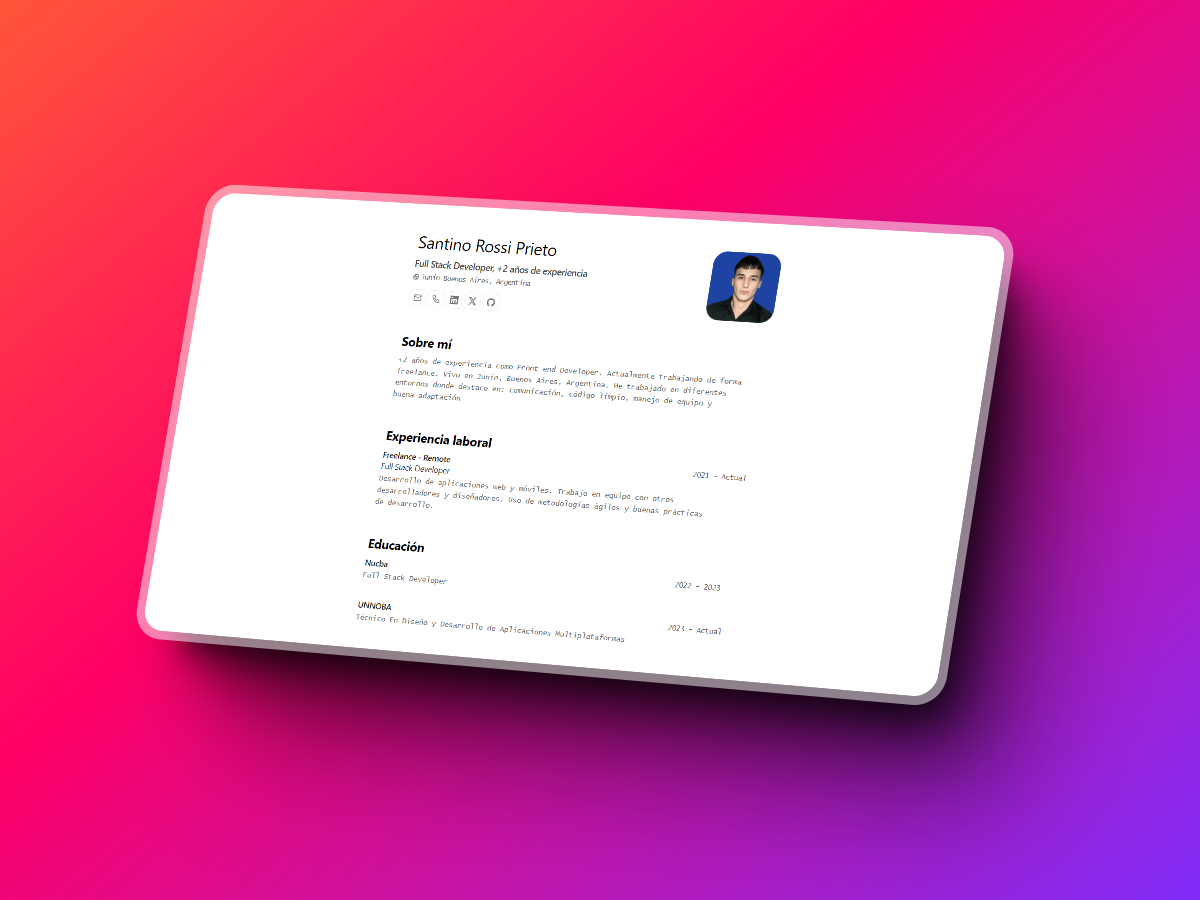 Santino Rossi Prieto
Full Stack Developer, +2 años de experiencia
Junín Buenos Aires, Argentina
Sobre mí
+2 años de experiencia como Front end Developer. Actualmente trabajando de forma
freelance. Vivo en Junín, Buenos Aires, Argentina. He trabajado en diferentes
entornos donde destaco en: comunicación, código limpio, manejo de equipo y
buena adaptación
Experiencia laboral
Freelance - Remote
2021 - Actual
Full Stack Developer
Desarrollo de aplicaciones web y móviles. Trabajo en equipo con otros
desarrolladores y diseñadores. Uso de metodologías ágiles y buenas prácticas
de desarrollo.
Educación
Nucba
2022 - 2023
Full Stack Developer
UNNOBA
2023 - Actual
Técnico En Diseño y Desarrollo de Aplicaciones Multiplataformas